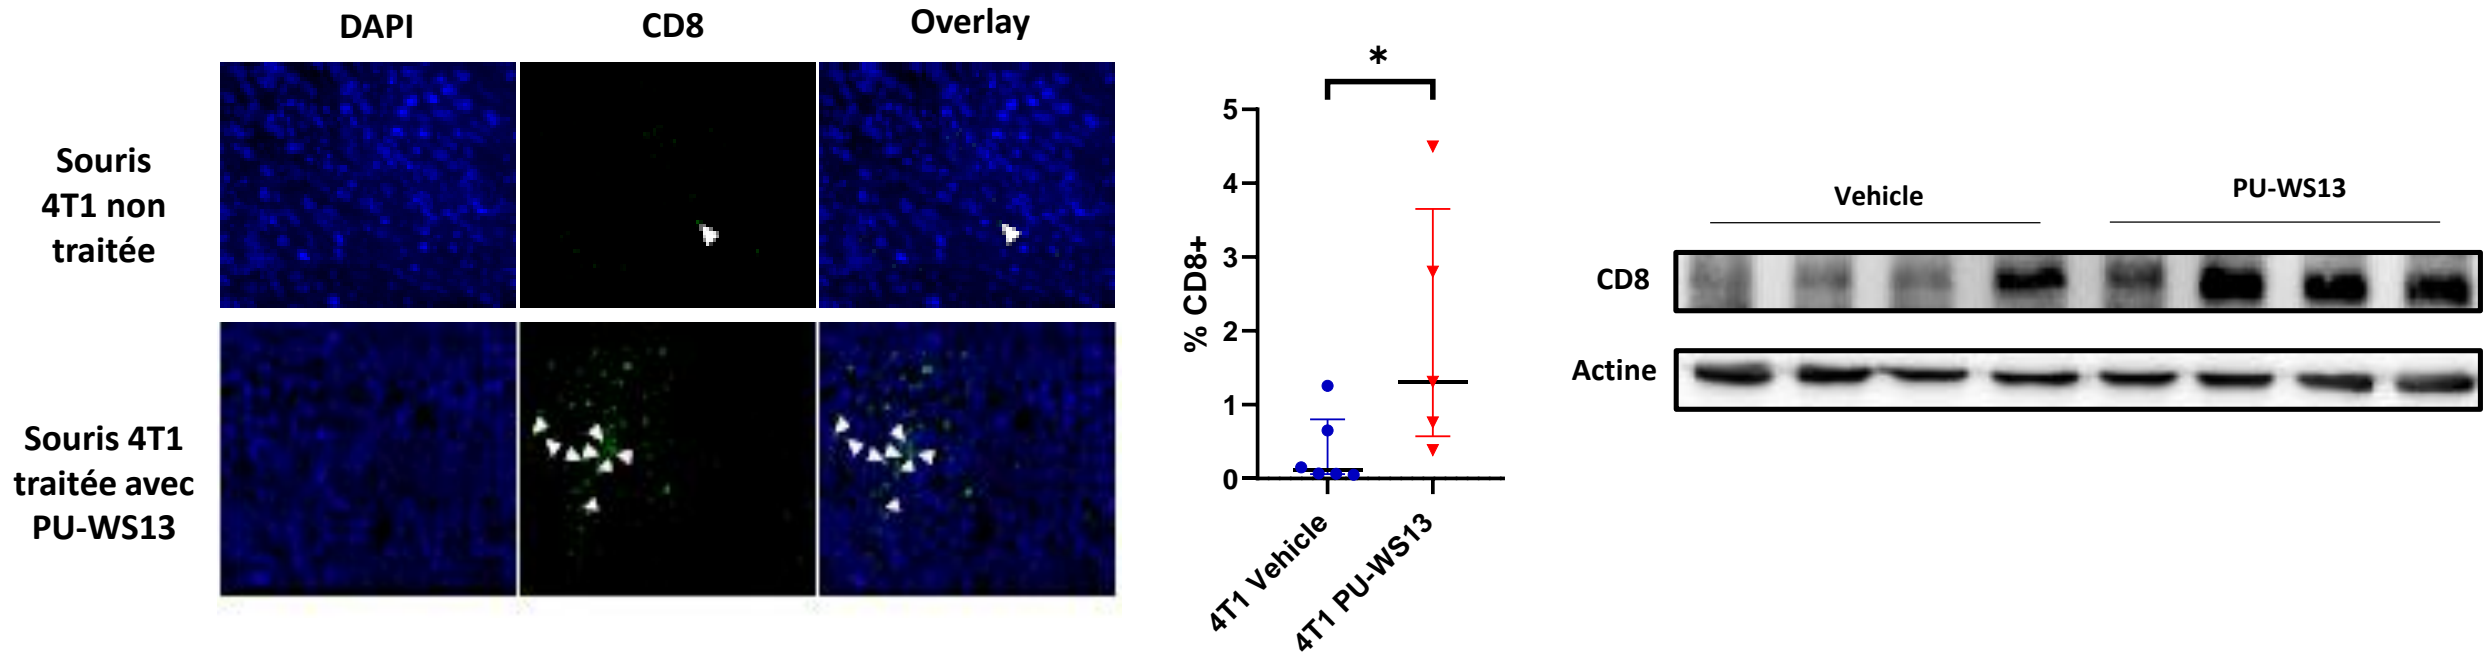 DAPI
CD8
Overlay
Souris
4T1 non
traitée
Souris 4T1
traitée avec
PU-WS13
*
5
4
3
2
1
0
% CD8+
4T1 Vehicle
4T1 PU-WS13
Vehicle
PU-WS13
CD8
Actine